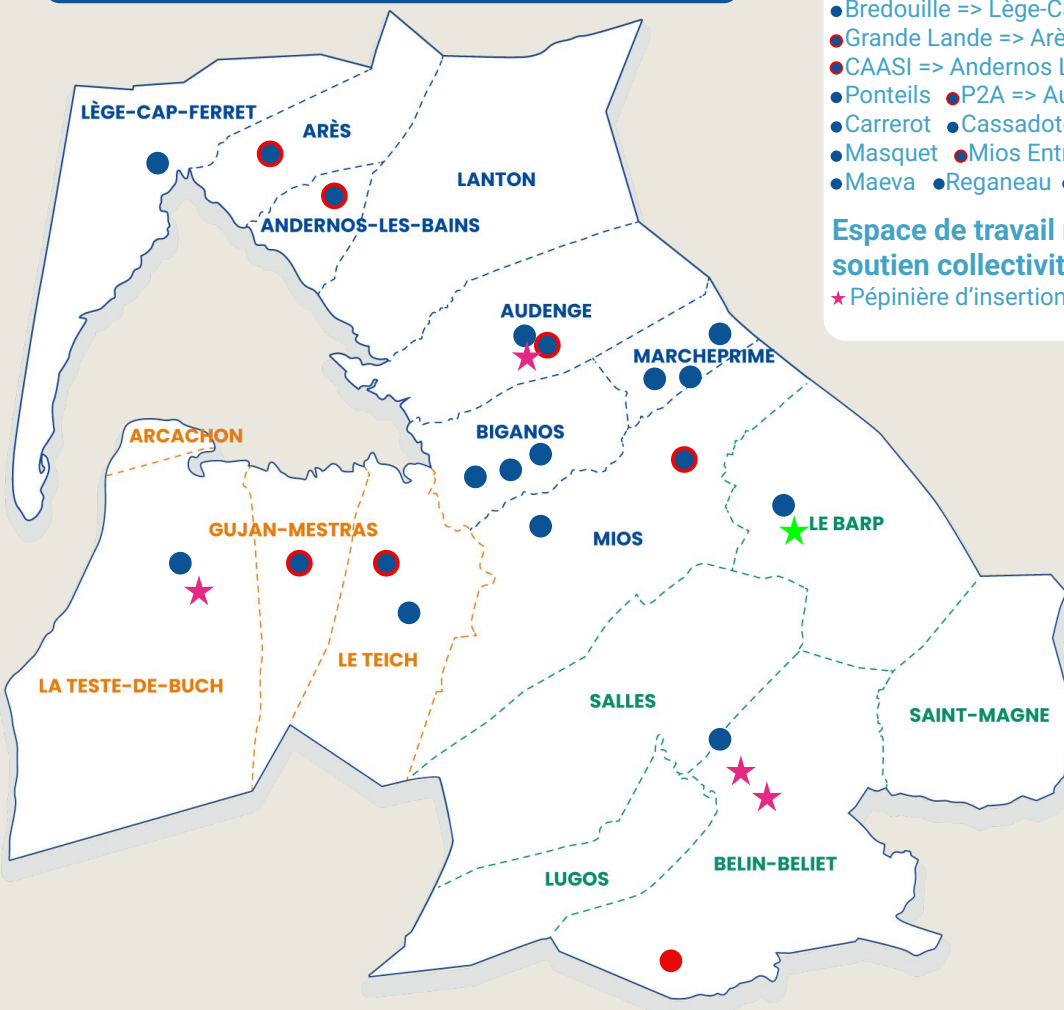 Bredouille => Lège-C
Grande Lande => Arè
CAASI => Andernos L
Ponteils P2A => Au
Carrerot Cassadot
Masquet Mios Ent
Maeva Reganeau
Espace de travail
soutien collectivit
Pépinière d'insertion
LÈGE-CAP-FERRET
ARÈS
LANTON
ANDERNOS-LES-BAINS
AUDENGE
MARCHEPRIME
ARCACHON
BIGANOS
GUJAN-MESTRAS
MIOS
LE BARP
LE TEICH
LA TESTE-DE-BUCH
SALLES
SAINT-MAGNE
BELIN-BELIET
LUGOS